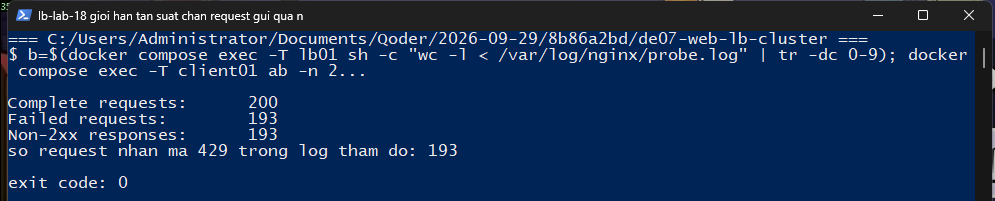 lb-lab-18 gioi han tan suat chan request gui qua n
=== C:/Users/Administrator/Documents/Qoder/2026-09-29/8b86a2bd/de07-web-lb-cluster ===
$ b=$(docker compose exec -T lb01 sh -c "wc -l < /var/log/nginx/probe.log" | tr -dc 0-9); docker
compose exec -T client01 ab -n 2...
Complete requests:      200
Failed requests:        193
Non-2xx responses:      193
so request nhan ma 429 trong log tham do: 193
exit code: 0